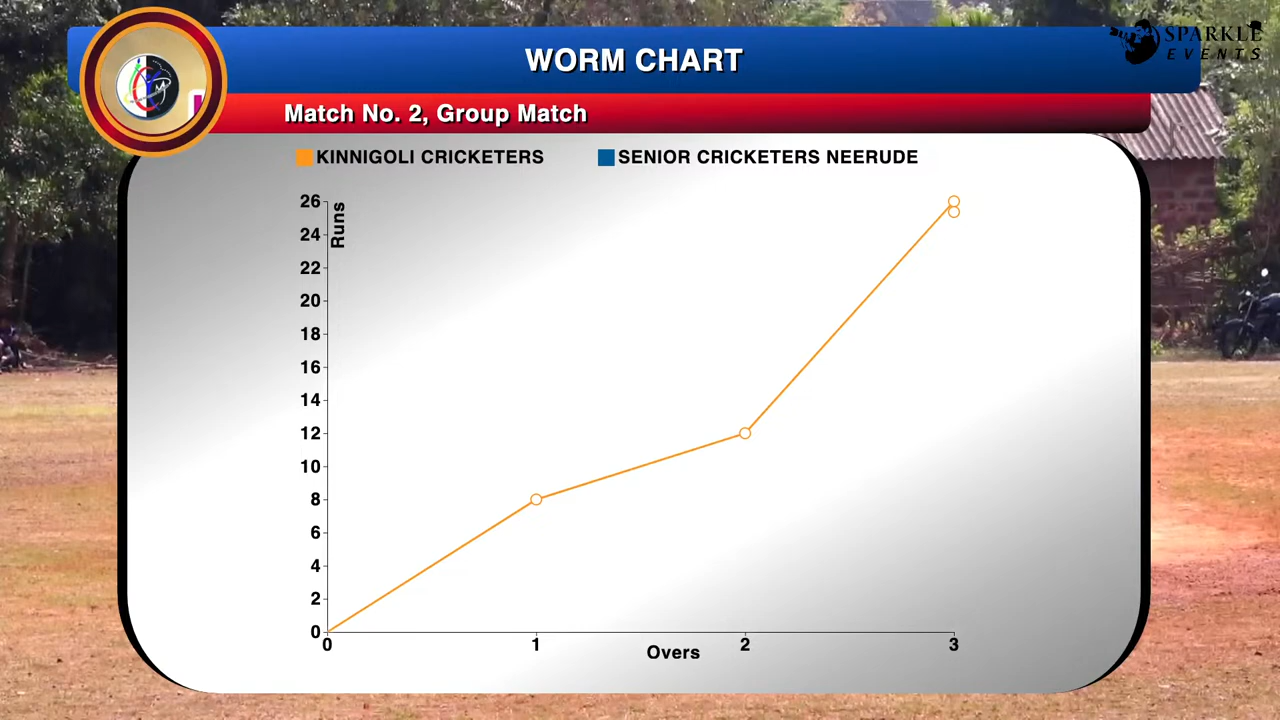 WORM CHART
SPARKLE
EVENTS
Match No. 2, Group Match
KINNIGOLI CRICKETERS
SENIOR CRICKETERS NEERUDE
Runs
26
24
22
20
18
16
14
12
10
8
6
4
2
0
0 1 2 3
Overs